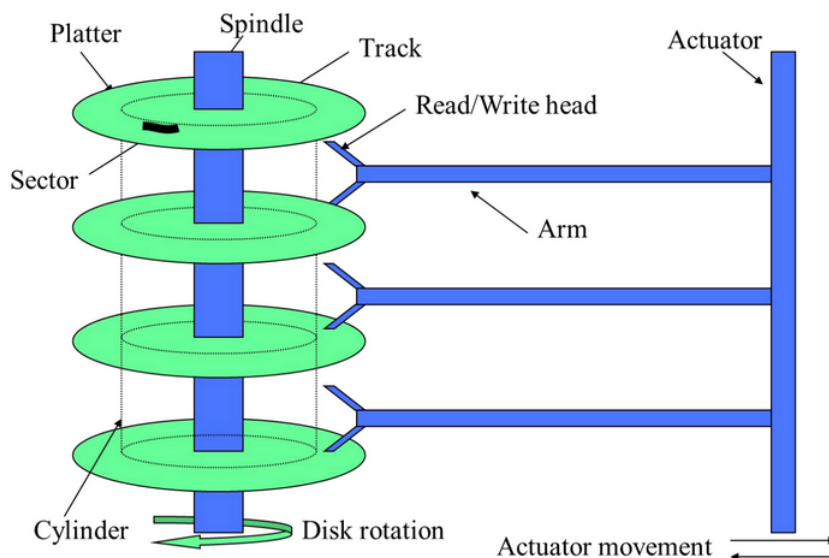 Spindle
Platter
Track
Actuator
Read/Write head
Sector
Arm
Cylinder
Disk rotation
Actuator movement